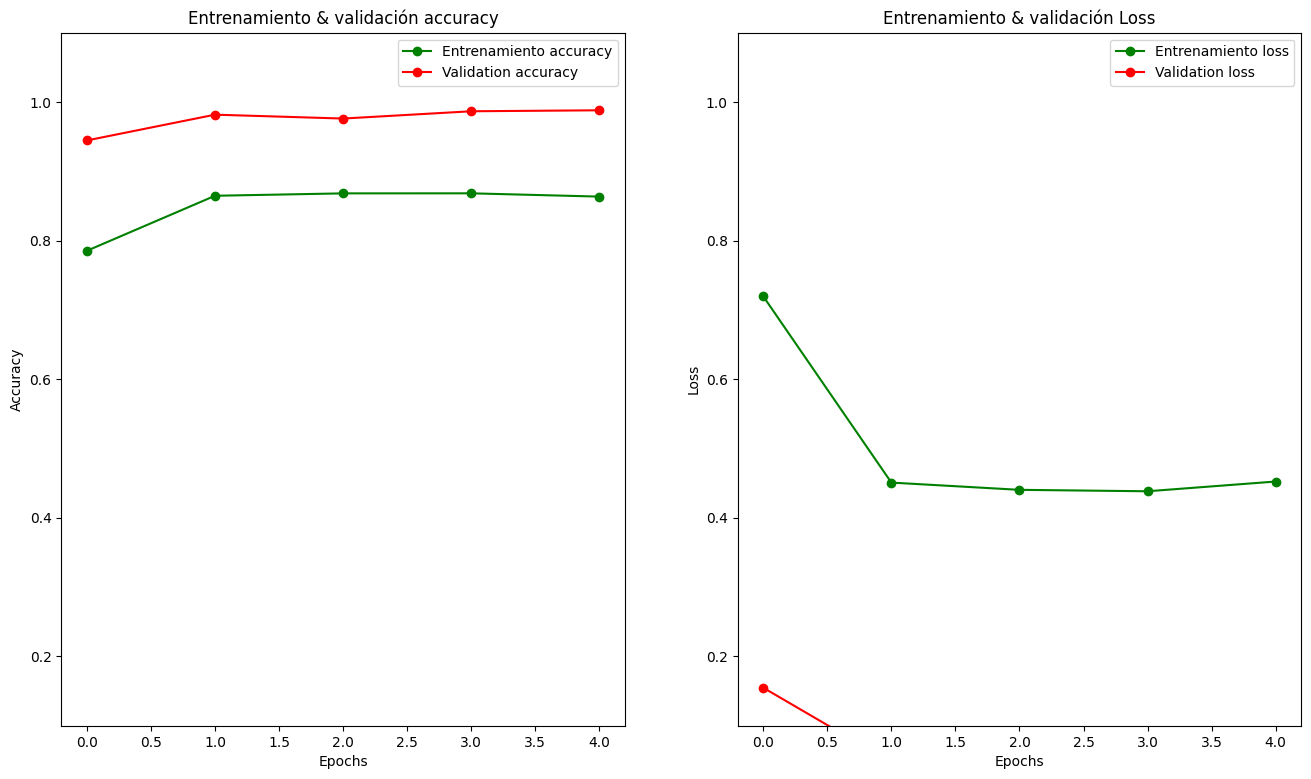 Entrenamiento & validación accuracy
Entrenamiento accuracy
Validation accuracy
1.0
0.8
0.6
0.4
0.2
Accuracy
0.0 0.5 1.0 1.5 2.0 2.5 3.0 3.5 4.0
Epochs
Entrenamiento & validación Loss
Entrenamiento loss
Validation loss
1.0
0.8
0.6
0.4
0.2
Loss
0.0 0.5 1.0 1.5 2.0 2.5 3.0 3.5 4.0
Epochs